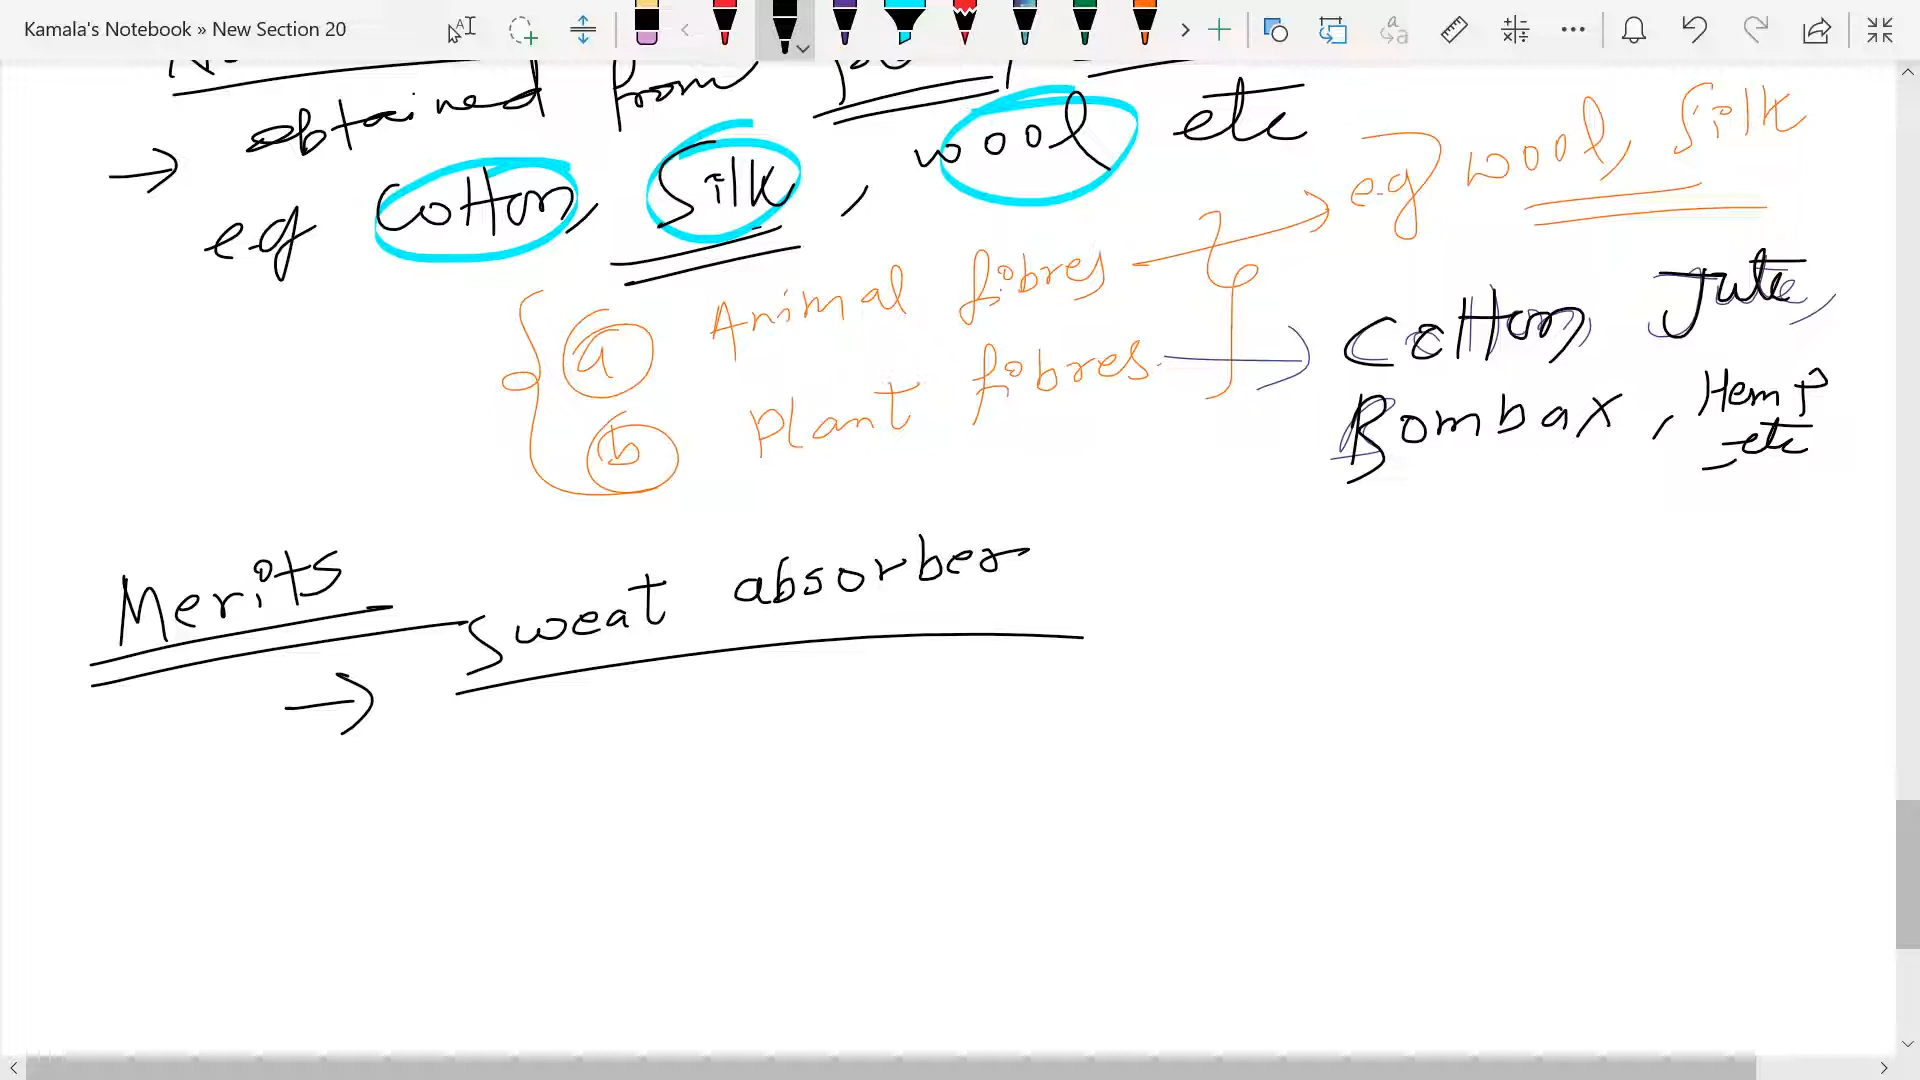 Kamala's Notebook » New Section 20
→ obtained from
e.g Cotton, Silk, wool etc
e.g wool, Silk
a Animal fibres →
b Plant fibres → Cotton, Jute,
Bombax, Hemp
etc
Merits
→ Sweat absorber